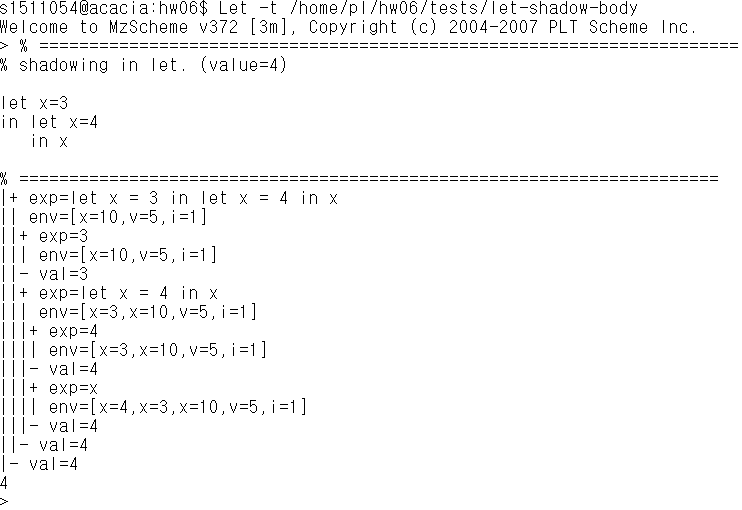 s1511054@acacia:hw06$ Let -t /home/pl/hw06/tests/let-shadow-body
Welcome to MzScheme v372 [3m], Copyright (c) 2004-2007 PLT Scheme Inc.
> % ======================================================================
% shadowing in let. (value=4)

let x=3
in let x=4
   in x

% ======================================================================
|+ exp=let x = 3 in let x = 4 in x
|| env=[x=10,v=5,i=1]
||+ exp=3
||| env=[x=10,v=5,i=1]
||- val=3
||+ exp=let x = 4 in x
||| env=[x=3,x=10,v=5,i=1]
|||+ exp=4
|||| env=[x=3,x=10,v=5,i=1]
|||- val=4
|||+ exp=x
|||| env=[x=4,x=3,x=10,v=5,i=1]
|||- val=4
||- val=4
|- val=4
4
>